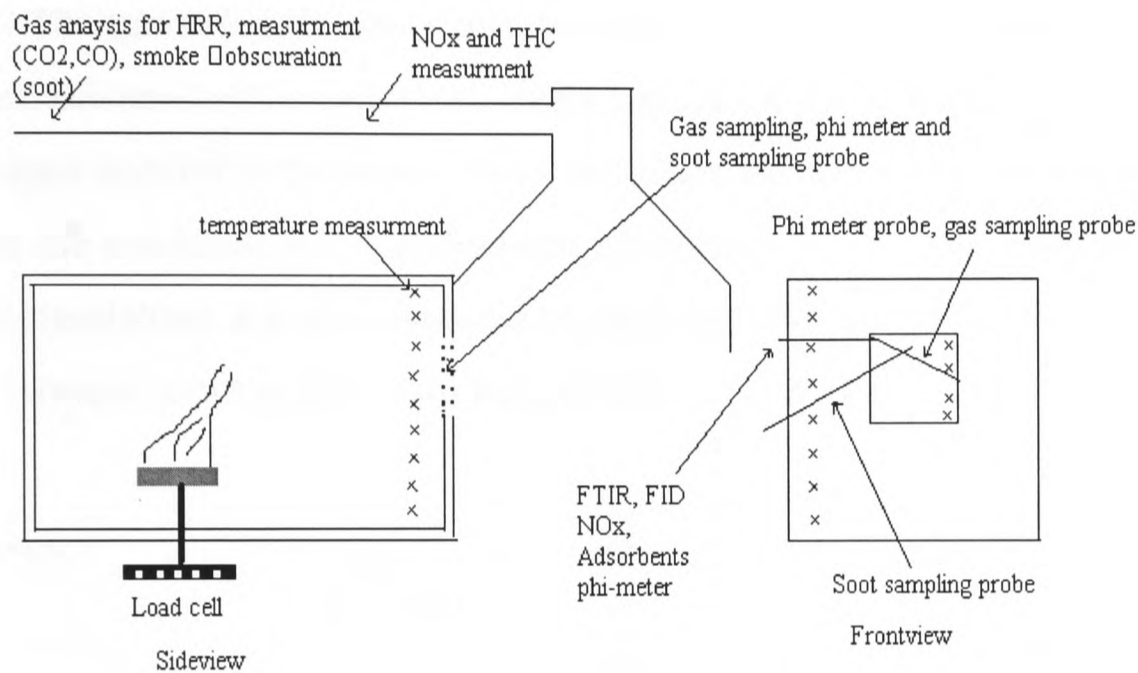 Gas anaysis for HRR, measurment
(CO2,CO), smoke □obscuration
(soot)
NOx and THC
measurment
Gas sampling, phi meter and
soot sampling probe
temperature measurment
Phi meter probe, gas sampling probe
FTIR, FID
NOx,
Adsorbents
phi-meter
Soot sampling probe
Load cell
Frontview
Sideview